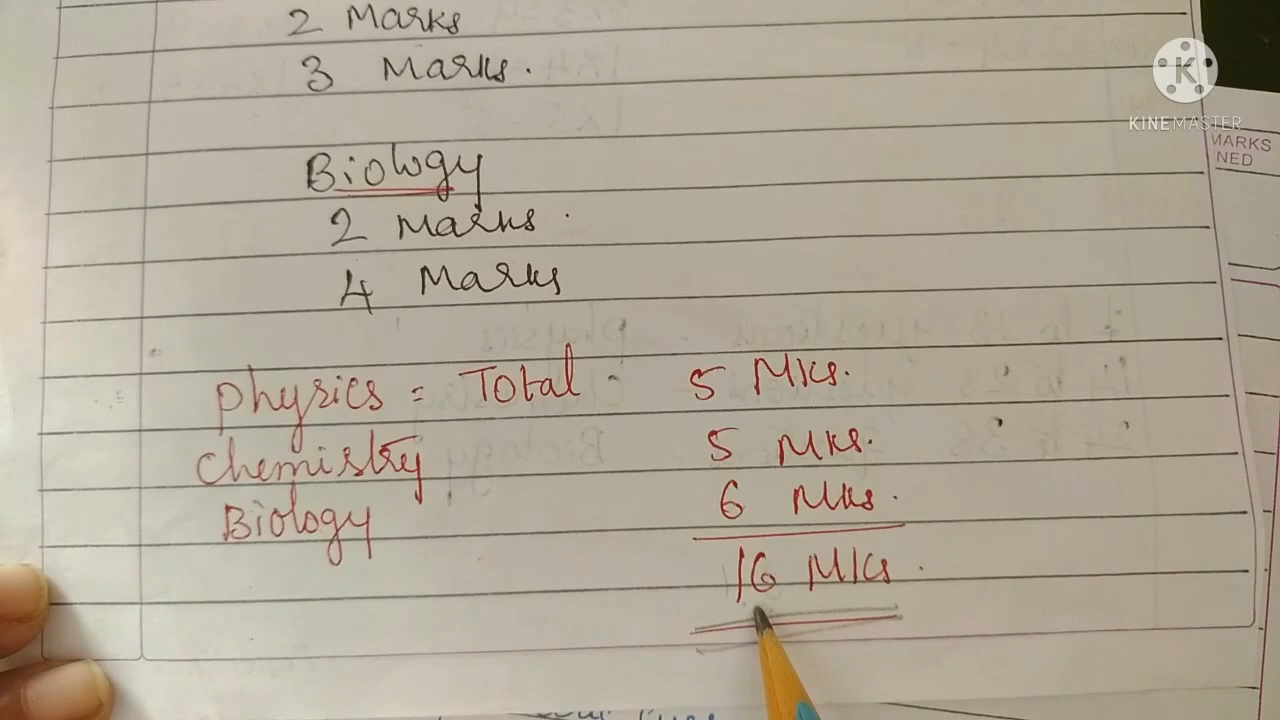 2 Marks
3 Marks.
KINEMASTER
MARKS
NED
Biology
2 Marks.
4 Marks
Physics = Total 5 Mks.
Chemistry 5 Mks.
Biology 6 Mks.
16 Mks.